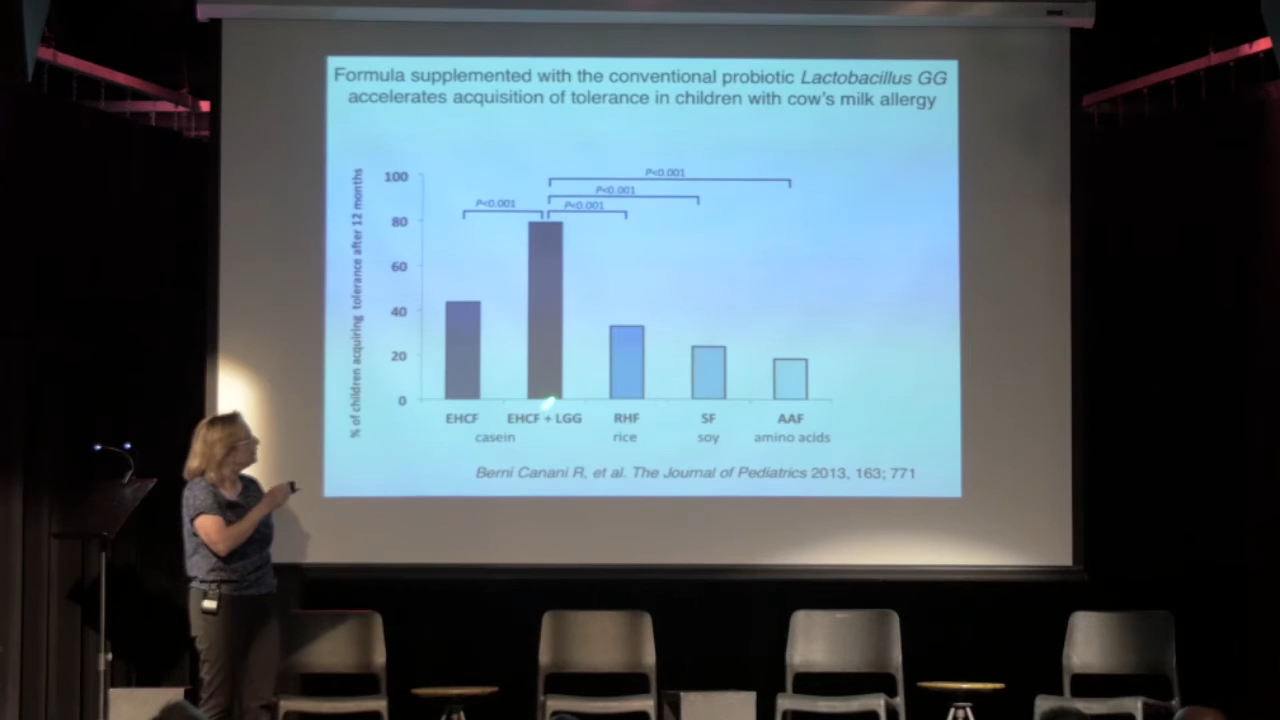 Formula supplemented with the conventional probiotic Lactobacillus GG
accelerates acquisition of tolerance in children with cow's milk allergy
% of children acquiring tolerance after 12 months
100
80
60
40
20
0
P<0.001
P<0.001
P<0.001
P<0.001
EHCF EHCF + LGG RHF SF AAF
casein rice soy amino acids
Berni Canani R, et al. The Journal of Pediatrics 2013, 163; 771